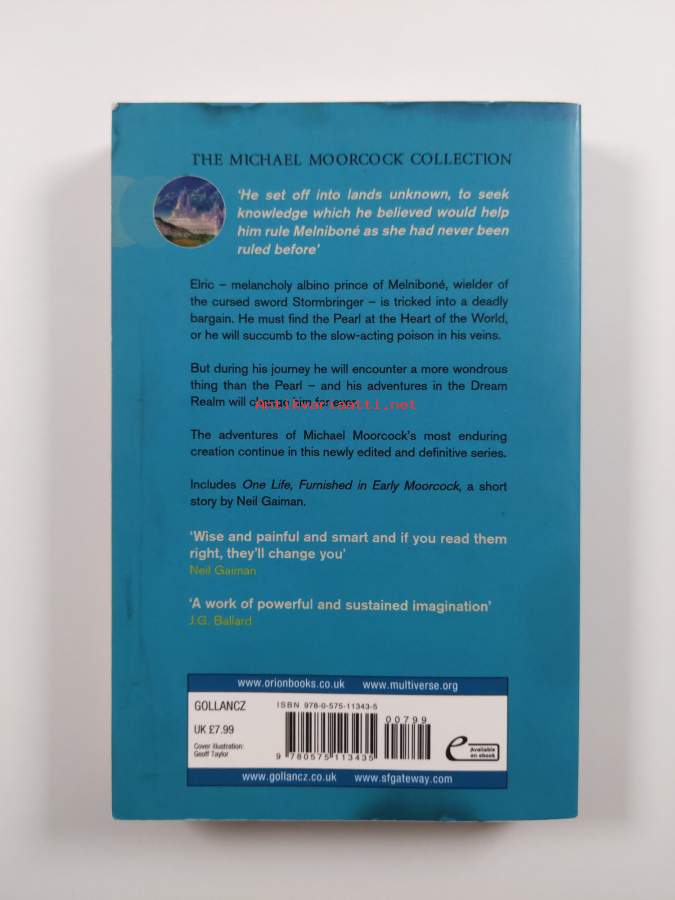 THE MICHAEL MOORCOCK COLLECTION
'He set off into lands unknown, to seek
knowledge which he believed would help
him rule Melniboné as she had never been
ruled before'
Elric – melancholy albino prince of Melniboné, wielder of
the cursed sword Stormbringer – is tricked into a deadly
bargain. He must find the Pearl at the Heart of the World,
or he will succumb to the slow-acting poison in his veins.
But during his journey he will encounter a more wondrous
thing than the Pearl – and his adventures in the Dream
Realm will change him for ever.
Antikvariaatti.net
The adventures of Michael Moorcock's most enduring
creation continue in this newly edited and definitive series.
Includes One Life, Furnished in Early Moorcock, a short
story by Neil Gaiman.
'Wise and painful and smart and if you read them
right, they'll change you'
Neil Gaiman
'A work of powerful and sustained imagination'
J.G. Ballard
www.orionbooks.co.uk www.multiverse.org
GOLLANCZ
UK £7.99
Cover illustration:
Geoff Taylor
ISBN 978-0-575-11343-5
00799
9 780575 113435
e Available
as ebook
www.gollancz.co.uk www.sfgateway.com